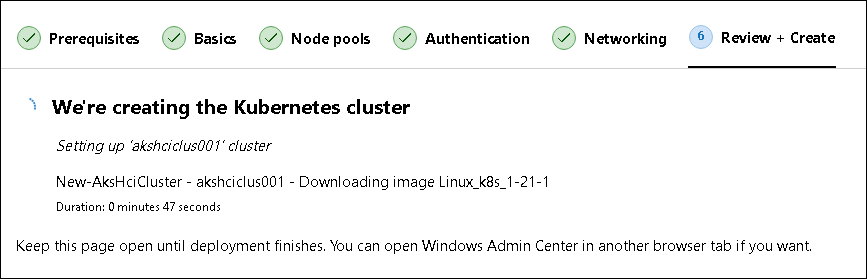 Prerequisites Basics Node pools Authentication Networking 6 Review + Create
We're creating the Kubernetes cluster
Setting up 'akshciclus001' cluster
New-AksHciCluster - akshciclus001 - Downloading image Linux_k8s_1-21-1
Duration: 0 minutes 47 seconds
Keep this page open until deployment finishes. You can open Windows Admin Center in another browser tab if you want.